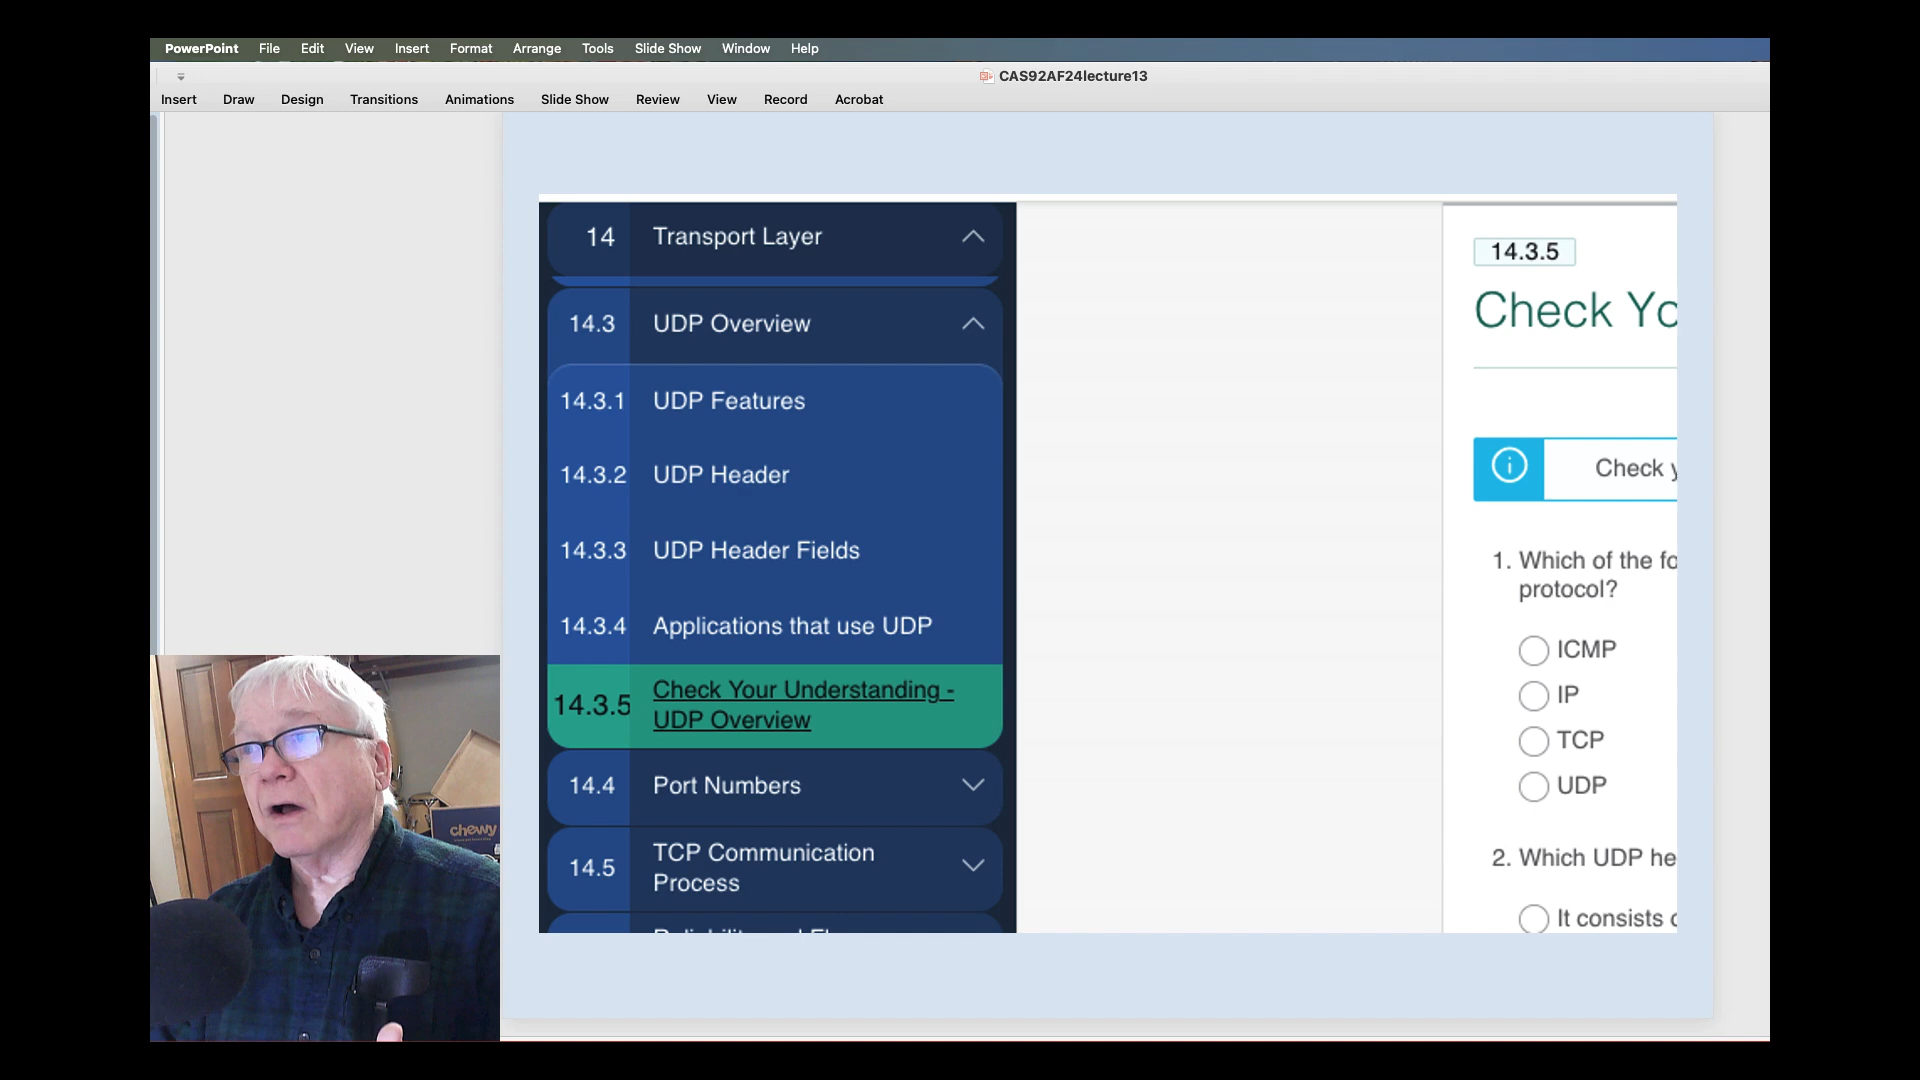 PowerPoint File Edit View Insert Format Arrange Tools Slide Show Window Help
CAS92AF24lecture13
Insert Draw Design Transitions Animations Slide Show Review View Record Acrobat
14 Transport Layer
14.3 UDP Overview
14.3.1 UDP Features
14.3.2 UDP Header
14.3.3 UDP Header Fields
14.3.4 Applications that use UDP
14.3.5 Check Your Understanding -
UDP Overview
14.4 Port Numbers
14.5 TCP Communication
Process
14.3.5
Check Yo
Check y
1. Which of the fo
protocol?
ICMP
IP
TCP
UDP
2. Which UDP he
It consists
chewy